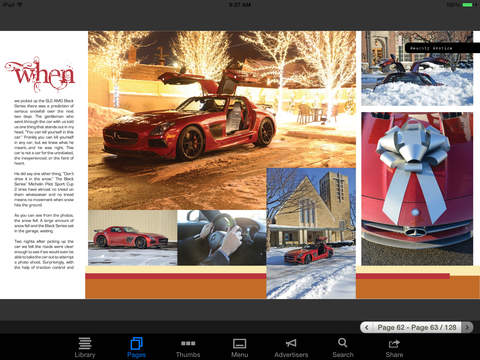 iPad
9:27 AM
100%
#exotic #erotica
when
we picked up the SLS AMG Black
Series there was a prediction of
serious snowfall over the next
two days. The gentlemen who
went through the car with us told
us one thing that stands out in my
head. "You can kill yourself in this
car." Frankly you can kill yourself
in any car, but we knew what he
means and he was right. The
car is not a car for the uninitiated,
the inexperienced, or the faint of
heart.
He did say one other thing, "Don't
drive it in the snow." The Black
Series' Michelin Pilot Sport Cup
2 tires have almost no tread on
them whatsoever and no tread
means no movement when snow
hits the ground.
As you can see from the photos,
the snow fell. A large amount of
snow fell and the Black Series sat
in the garage, waiting.
Two nights after picking up the
car we felt the roads were clear
enough to see if we would even be
able to take the car out to attempt
a photo shoot. Surprisingly, with
the help of traction control and
Page 62 - Page 63 / 128
Library
Pages
Thumbs
Menu
Advertisers
Search
Share